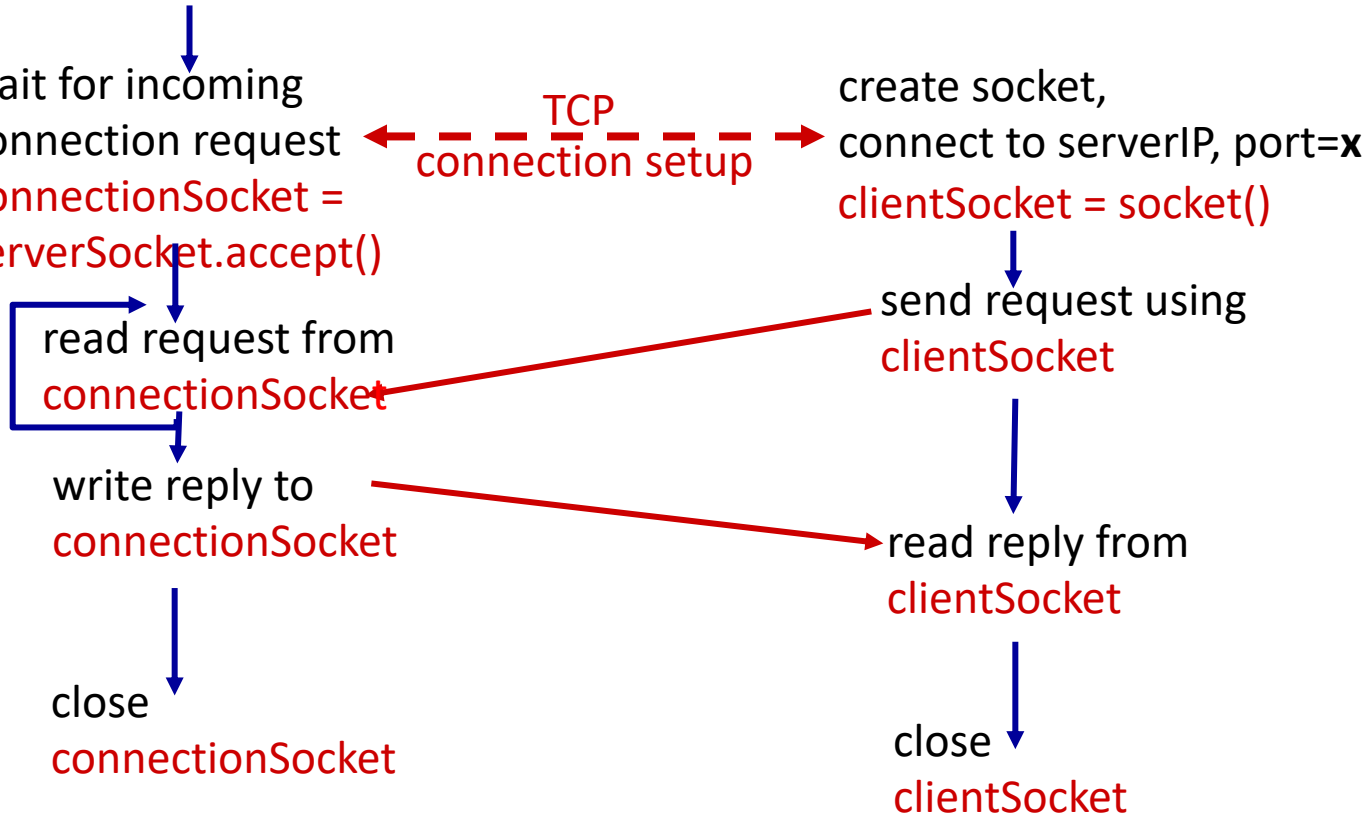 ait for incoming
onnection request
onnectionSocket =
erverSocket.accept()
TCP
connection setup
create socket,
connect to serverIP, port=x
clientSocket = socket()
read request from
connectionSocket
send request using
clientSocket
write reply to
connectionSocket
read reply from
clientSocket
close
connectionSocket
close
clientSocket